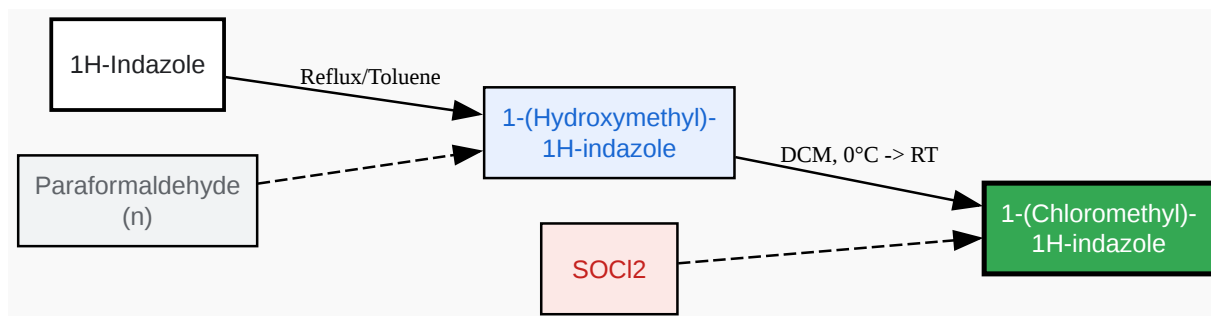 1H-Indazole
Reflux/Toluene
Paraformaldehyde
(n)
1-(Hydroxymethyl)-
1H-indazole
DCM, 0°C -> RT
SOCl2
1-(Chloromethyl)-
1H-indazole